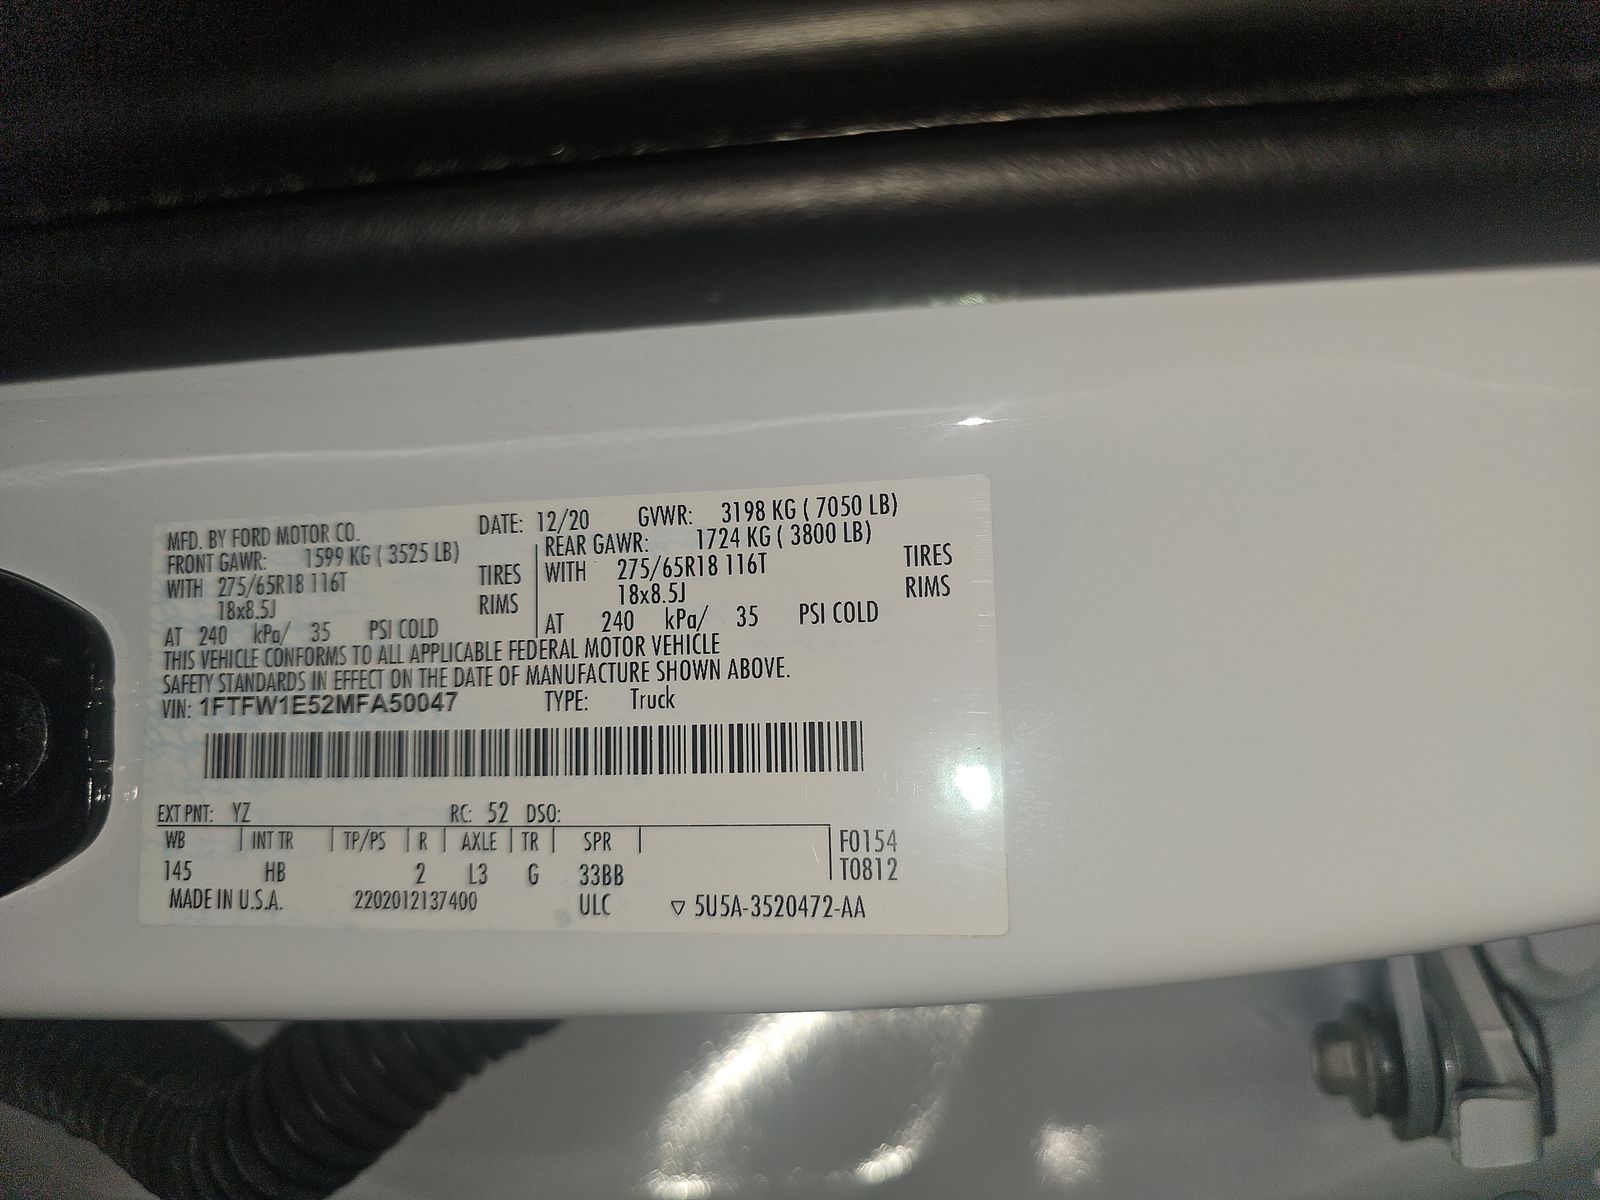 MFD. BY FORD MOTOR CO. DATE: 12/20 GVWR: 3198 KG ( 7050 LB)
FRONT GAWR: 1599 KG ( 3525 LB) REAR GAWR: 1724 KG ( 3800 LB)
WITH 275/65R18 116T TIRES WITH 275/65R18 116T TIRES
18x8.5J RIMS 18x8.5J RIMS
AT 240 kPa/ 35 PSI COLD AT 240 kPa/ 35 PSI COLD
THIS VEHICLE CONFORMS TO ALL APPLICABLE FEDERAL MOTOR VEHICLE
SAFETY STANDARDS IN EFFECT ON THE DATE OF MANUFACTURE SHOWN ABOVE.
VIN: 1FTFW1E52MFA50047 TYPE: Truck
EXT PNT: YZ RC: 52 DSO:
WB INT TR TP/PS R AXLE TR SPR F0154
145 HB 2 L3 G 33BB T0812
MADE IN U.S.A. 2202012137400 ULC ▽ 5U5A-3520472-AA